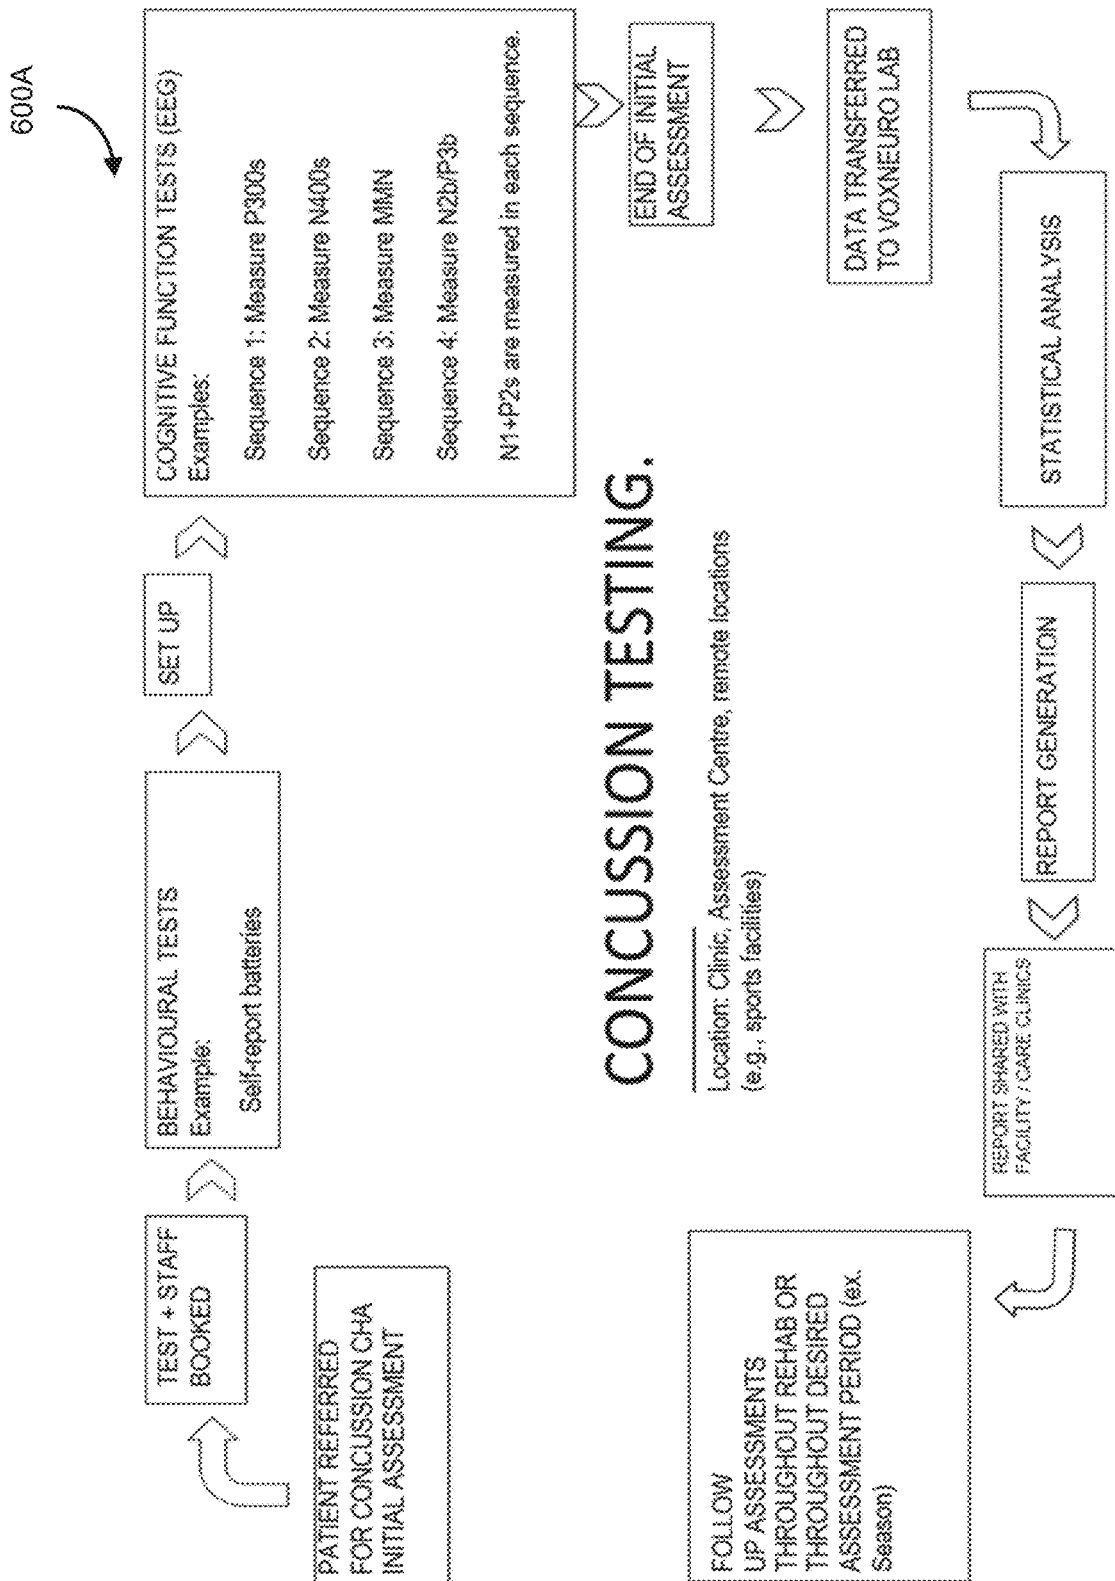 600A
PATIENT REFERRED
FOR CONCUSSION CHA
INITIAL ASSESSMENT
TEST + STAFF
BOOKED
BEHAVIOURAL TESTS
Example:
Self-report batteries
SET UP
COGNITIVE FUNCTION TESTS (EEG)
Examples:
Sequence 1: Measure P300s
Sequence 2: Measure N400s
Sequence 3: Measure MMN
Sequence 4: Measure N2b/P3b
N1+P2s are measured in each sequence.
END OF INITIAL
ASSESSMENT
DATA TRANSFERRED
TO VOXNEURO LAB
STATISTICAL ANALYSIS
REPORT GENERATION
REPORT SHARED WITH
FACILITY / CARE CLINICS
FOLLOW
UP ASSESSMENTS
THROUGHOUT REHAB OR
THROUGHOUT DESIRED
ASSESSMENT PERIOD (ex.
Season)
CONCUSSION TESTING.
Location: Clinic, Assessment Centre, remote locations
(e.g., sports facilities)